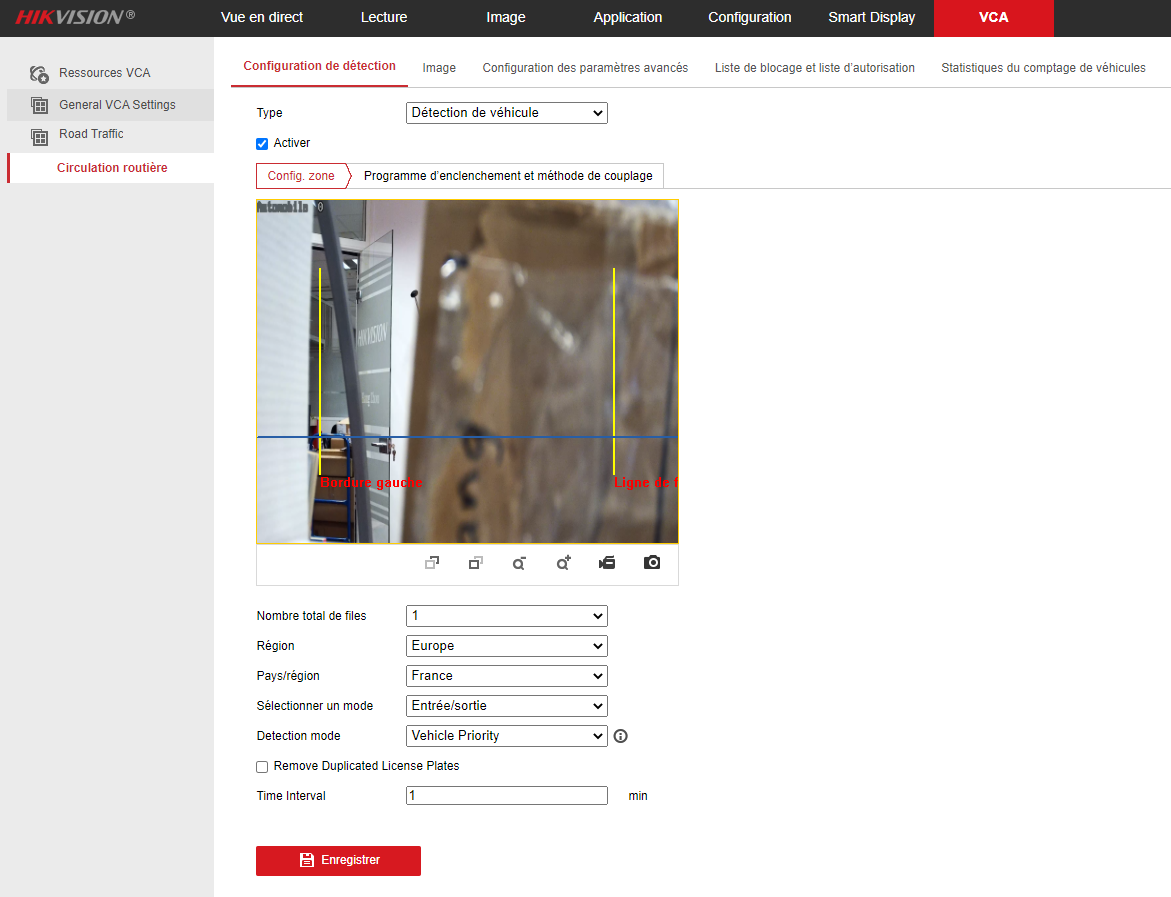 HIKVISION®
Vue en direct
Lecture
Image
Application
Configuration
Smart Display
VCA
Ressources VCA
General VCA Settings
Road Traffic
Circulation routière
Configuration de détection
Image
Configuration des paramètres avancés
Liste de blocage et liste d'autorisation
Statistiques du comptage de véhicules
Type
Détection de véhicule
Activer
Config. zone
Programme d'enclenchement et méthode de couplage
Automobile 0
HIKVISION
Bordure gauche
Ligne de f
Nombre total de files
1
Région
Europe
Pays/région
France
Sélectionner un mode
Entrée/sortie
Detection mode
Vehicle Priority
Remove Duplicated License Plates
Time Interval
1
min
Enregistrer